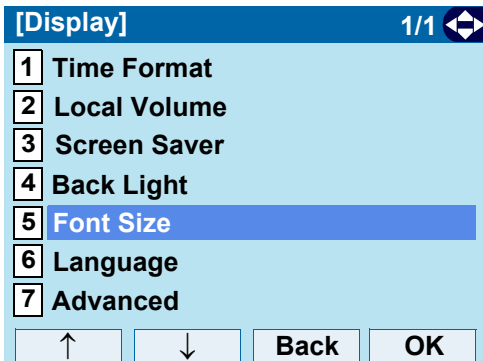 [Display] 1/1
1 Time Format
2 Local Volume
3 Screen Saver
4 Back Light
5 Font Size
6 Language
7 Advanced
↑ ↓ Back OK